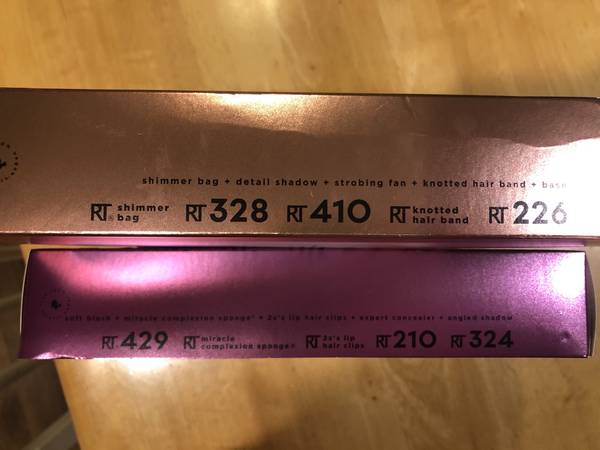 shimmer bag + detail shadow + strobing fan + knotted hair band + base
RT® shimmer bag RT 328 RT 410 RT knotted hair band RT 226
soft blush + miracle complexion sponge® + 2x's lip hair clips + expert concealer + angled shadow
RT 429 RT miracle complexion sponge® RT 2x's lip hair clips RT 210 RT 324